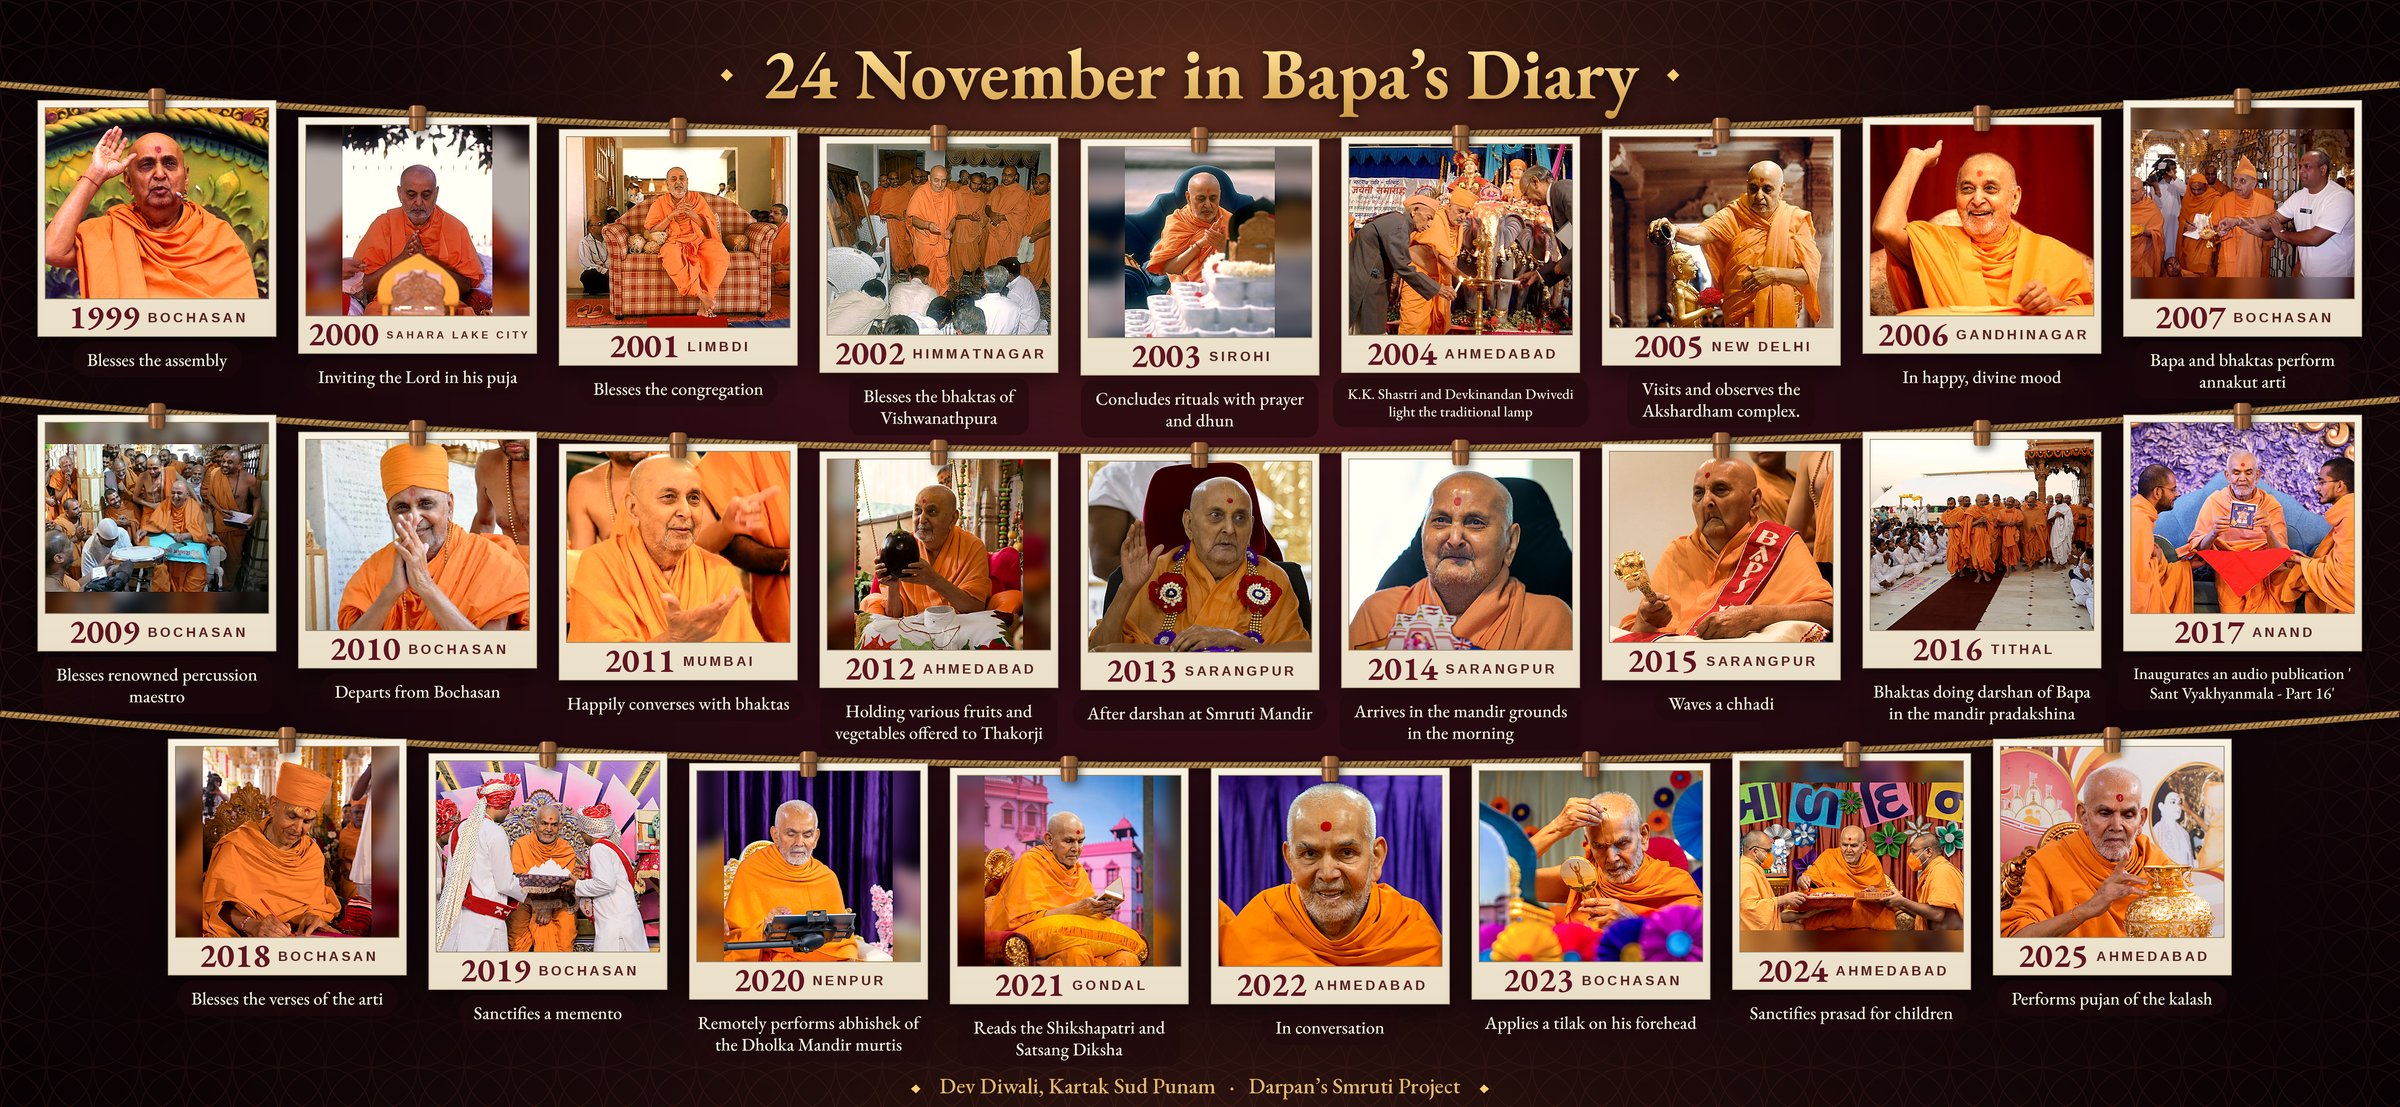 24 November in Bapa's Diary
1999 BOCHASAN
Blesses the assembly
2000 SAHARA LAKE CITY
Inviting the Lord in his puja
2001 LIMBDI
Blesses the congregation
2002 HIMMATNAGAR
Blesses the bhaktas of
Vishwanathpura
2003 SIROHI
Concludes rituals with prayer
and dhun
जयंती समारोह
2004 AHMEDABAD
K.K. Shastri and Devkinandan Dwivedi
light the traditional lamp
2005 NEW DELHI
Visits and observes the
Akshardham complex.
2006 GANDHINAGAR
In happy, divine mood
2007 BOCHASAN
Bapa and bhaktas perform
annakut arti
2009 BOCHASAN
Blesses renowned percussion
maestro
2010 BOCHASAN
Departs from Bochasan
2011 MUMBAI
Happily converses with bhaktas
2012 AHMEDABAD
Holding various fruits and
vegetables offered to Thakorji
2013 SARANGPUR
After darshan at Smruti Mandir
2014 SARANGPUR
Arrives in the mandir grounds
in the morning
BAPS
2015 SARANGPUR
Waves a chhadi
2016 TITHAL
Bhaktas doing darshan of Bapa
in the mandir pradakshina
2017 ANAND
Inaugurates an audio publication '
Sant Vyakhyanmala - Part 16'
2018 BOCHASAN
Blesses the verses of the arti
2019 BOCHASAN
Sanctifies a memento
2020 NENPUR
Remotely performs abhishek of
the Dholka Mandir murtis
2021 GONDAL
Reads the Shikshapatri and
Satsang Diksha
2022 AHMEDABAD
In conversation
2023 BOCHASAN
Applies a tilak on his forehead
2024 AHMEDABAD
Sanctifies prasad for children
2025 AHMEDABAD
Performs pujan of the kalash
Dev Diwali, Kartak Sud Punam · Darpan's Smruti Project